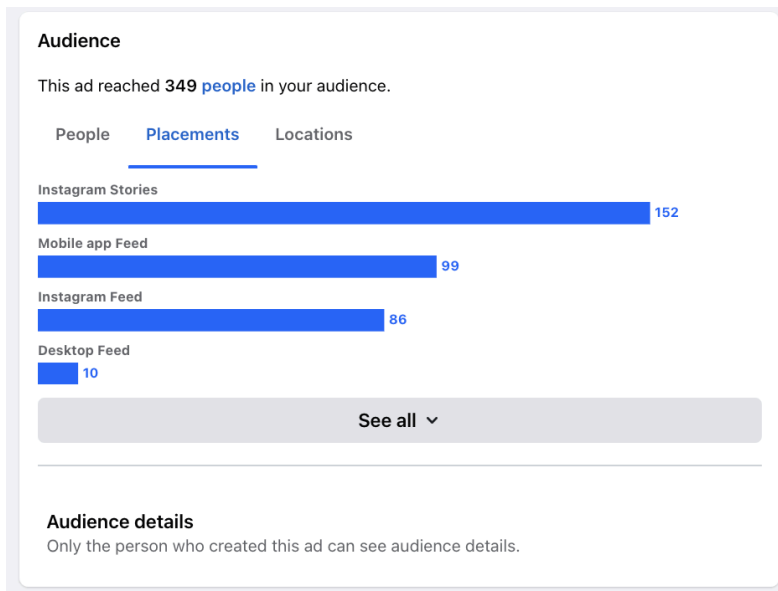 Audience
This ad reached 349 people in your audience.
People Placements Locations
Instagram Stories
152
Mobile app Feed
99
Instagram Feed
86
Desktop Feed
10
See all
Audience details
Only the person who created this ad can see audience details.